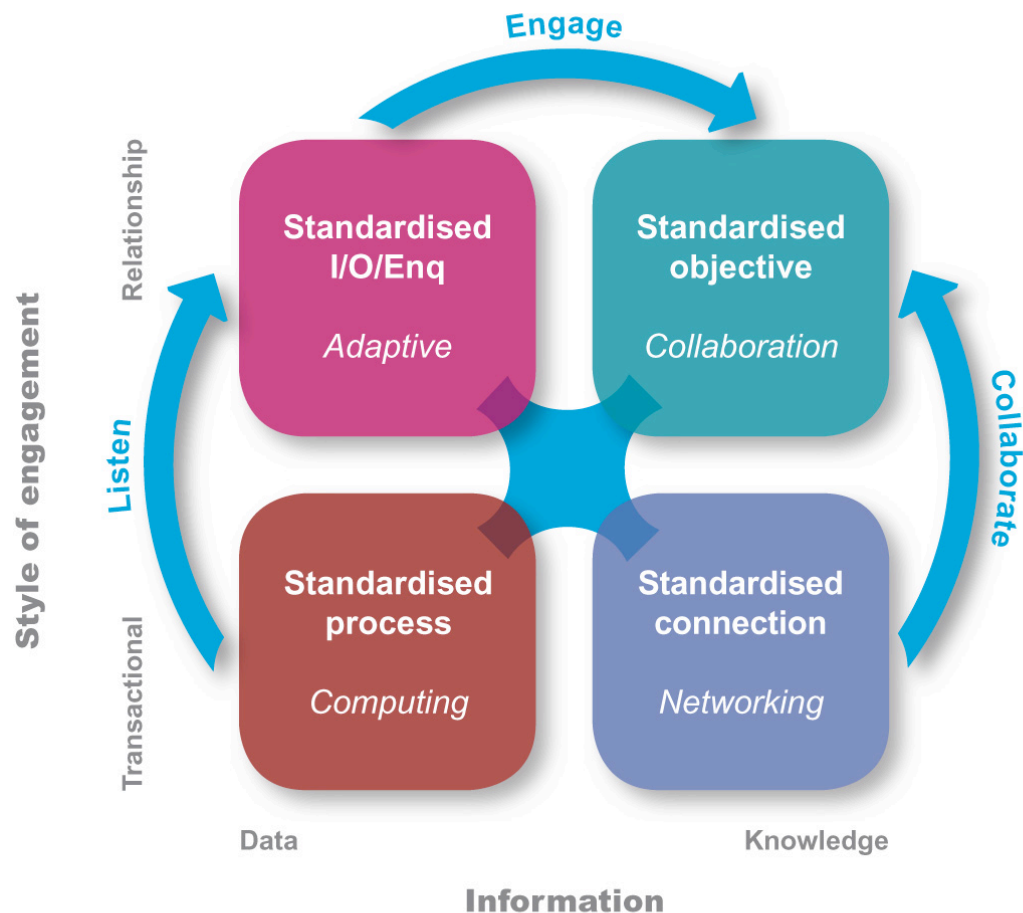 Engage
Relationship
Standardised
I/O/Enq
Adaptive
Standardised
objective
Collaboration
Style of engagement
Listen
Collaborate
Transactional
Standardised
process
Computing
Standardised
connection
Networking
Data
Knowledge
Information